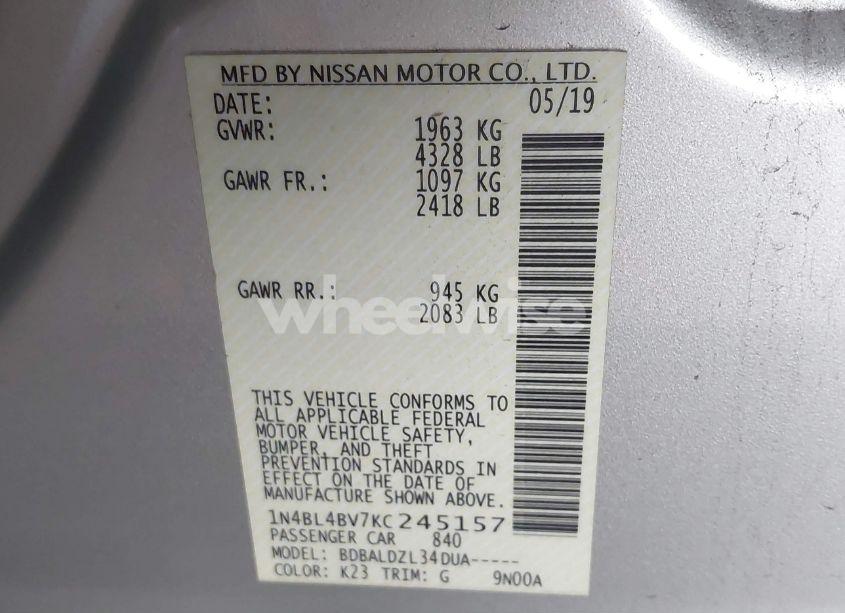 MFD BY NISSAN MOTOR CO., LTD.
DATE: 05/19
GVWR: 1963 KG
4328 LB
GAWR FR.: 1097 KG
2418 LB
GAWR RR.: 945 KG
2083 LB
wheelwise
THIS VEHICLE CONFORMS TO
ALL APPLICABLE FEDERAL
MOTOR VEHICLE SAFETY,
BUMPER, AND THEFT
PREVENTION STANDARDS IN
EFFECT ON THE DATE OF
MANUFACTURE SHOWN ABOVE.
1N4BL4BV7KC245157
PASSENGER CAR 840
MODEL: BDBALDZL34DUA-----
COLOR: K23 TRIM: G 9N00A